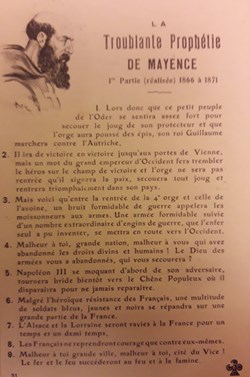 LA
Troublante Prophétie
DE MAYENCE
1re Partie (réalisée) 1866 à 1871
1. Lors donc que ce petit peuple
de l'Oder se sentira assez fort pour
secouer le joug de son protecteur et que
l'orge aura poussé des épis, son roi Guillaume
marchera contre l'Autriche.
2. Il ira de victoire en victoire jusqu'aux portes de Vienne,
mais un mot du grand empereur d'Occident fera trembler
le héros sur le champ de victoire et l'orge ne sera pas
rentrée qu'il signera la paix, secouera tout joug et
rentrera triomphalement dans son pays.
3. Mais voici qu'entre la rentrée de la 4e orge et celle de
l'avoine, un bruit formidable de guerre appellera les
moissonneurs aux armes. Une armée formidable suivie
d'un nombre extraordinaire d'engins de guerre, que l'enfer
seul a pu inventer, se mettra en route vers l'Occident.
4. Malheur à toi, grande nation, malheur à vous qui avez
abandonné les droits divins et humains ! Le Dieu des
armées vous a abandonnés, qui vous secourera ?
5. Napoléon III se moquant d'abord de son adversaire,
tournera bride bientôt vers le Chêne Populeux où il
disparaîtra pour ne jamais reparaître.
6. Malgré l'héroïque résistance des Français, une multitude
de soldats bleus, jaunes et noirs se répandra sur une
grande partie de la France.
7. L'Alsace et la Lorraine seront ravies à la France pour un
temps et un demi temps.
8. Les Français ne reprendront courage que contre eux-mêmes.
9. Malheur à toi grande ville, malheur à toi, cité du Vice !
Le fer et le feu succéderont au feu et à la famine.